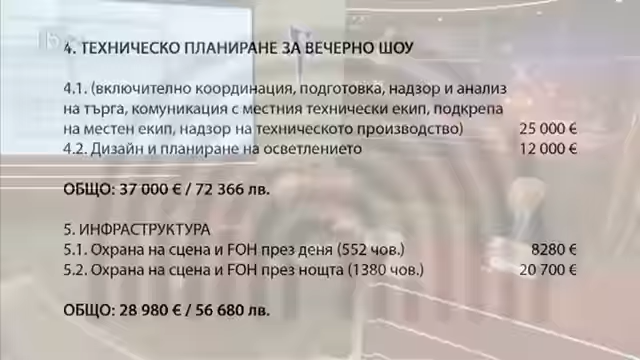 4. ТЕХНИЧЕСКО ПЛАНИРАНЕ ЗА ВЕЧЕРНО ШОУ
4.1. (включително координация, подготовка, надзор и анализ
на търга, комуникация с местния технически екип, подкрепа
на местен екип, надзор на техническото производство) 25 000 €
4.2. Дизайн и планиране на осветлението 12 000 €
ОБЩО: 37 000 € / 72 366 лв.
5. ИНФРАСТРУКТУРА
5.1. Охрана на сцена и FOH през деня (552 чов.) 8280 €
5.2. Охрана на сцена и FOH през нощта (1380 чов.) 20 700 €
ОБЩО: 28 980 € / 56 680 лв.